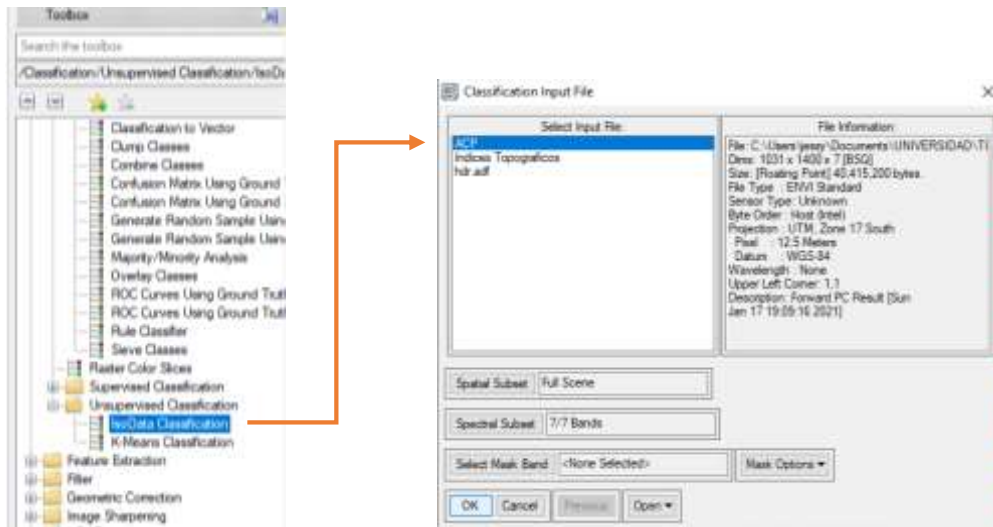 Toolbox
Search the toolbox
/Classification/Unsupervised Classification/IsoDa
Classification to Vector
Clump Classes
Combine Classes
Confusion Matrix Using Ground
Confusion Matrix Using Ground
Generate Random Sample Using
Generate Random Sample Using
Majority/Minority Analysis
Overlay Classes
ROC Curves Using Ground Trut
ROC Curves Using Ground Trut
Rule Classifier
Sieve Classes
Raster Color Slices
Supervised Classification
Unsupervised Classification
IsoData Classification
K-Means Classification
Feature Extraction
Filter
Geometric Correction
Image Sharpening
Classification Input File
Select Input File:
ACP
Indices Topograficos
hdr.adf
File Information:
File: C:\Users\jessy\Documents\UNIVERSIDAD\TI
Dims: 1031 x 1400 x 7 [BSQ]
Size: [Floating Point] 40,415,200 bytes.
File Type : ENVI Standard
Sensor Type: Unknown
Byte Order : Host (Intel)
Projection : UTM, Zone 17 South
Pixel : 12.5 Meters
Datum : WGS-84
Wavelength : None
Upper Left Corner: 1,1
Description: Forward PC Result [Sun
Jan 17 19:09:16 2021]
Spatial Subset Full Scene
Spectral Subset 7/7 Bands
Select Mask Band <None Selected> Mask Options
OK Cancel Previous Open